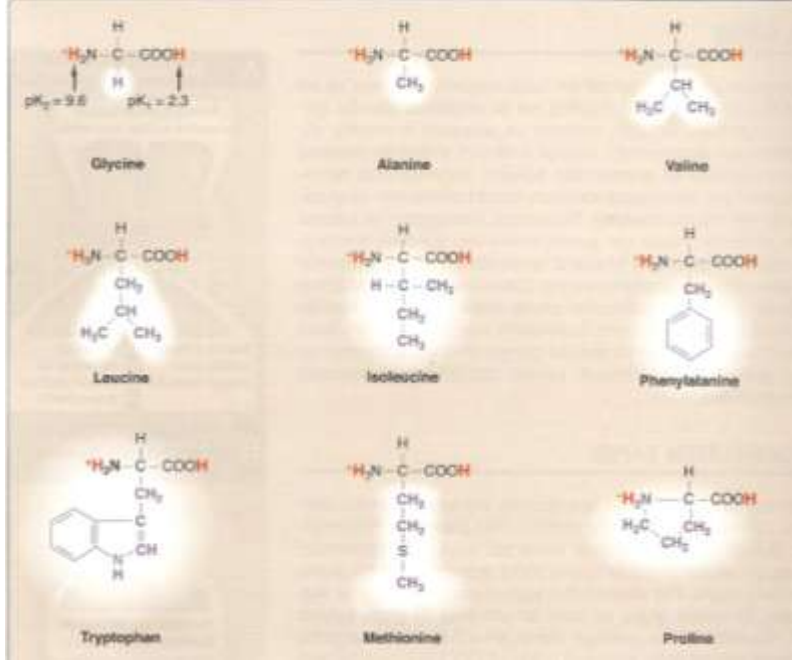 H H H
⁺H₃N – C – COOH ⁺H₃N – C – COOH ⁺H₃N – C – COOH
H CH₃ CH
pK₂ = 9.6 pK₁ = 2.3 H₃C CH₃
Glycine Alanine Valine
H H H
⁺H₃N – C – COOH ⁺H₃N – C – COOH ⁺H₃N – C – COOH
CH₂ H – C – CH₃ CH₂
CH CH₂
H₃C CH₃ CH₃
Leucine Isoleucine Phenylalanine
H H H
⁺H₃N – C – COOH ⁺H₃N – C – COOH ⁺H₂N C – COOH
CH₂ CH₂ H₂C CH₂
C CH₂ CH₂
CH S
N CH₃
H
Tryptophan Methionine Proline